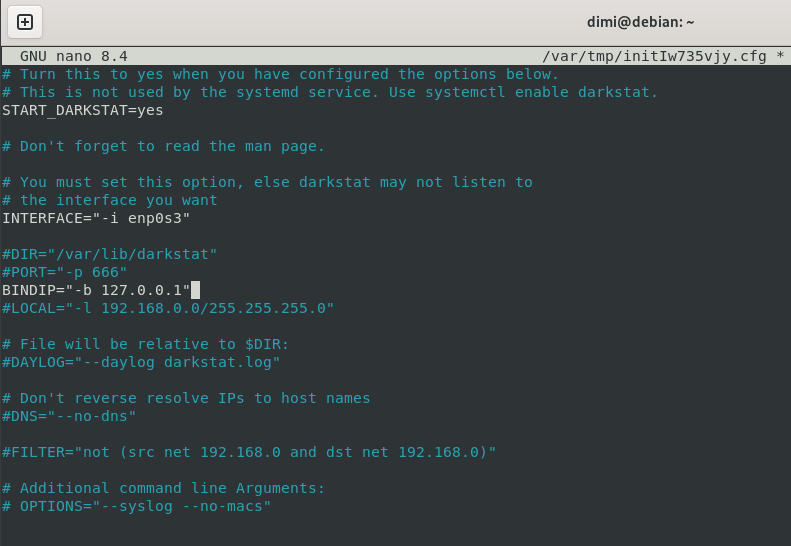 dimi@debian: ~
GNU nano 8.4 /var/tmp/initIw735vjy.cfg *
# Turn this to yes when you have configured the options below.
# This is not used by the systemd service. Use systemctl enable darkstat.
START_DARKSTAT=yes
# Don't forget to read the man page.
# You must set this option, else darkstat may not listen to
# the interface you want
INTERFACE="-i enp0s3"
#DIR="/var/lib/darkstat"
#PORT="-p 666"
BINDIP="-b 127.0.0.1"
#LOCAL="-l 192.168.0.0/255.255.255.0"
# File will be relative to $DIR:
#DAYLOG="--daylog darkstat.log"
# Don't reverse resolve IPs to host names
#DNS="--no-dns"
#FILTER="not (src net 192.168.0 and dst net 192.168.0)"
# Additional command line Arguments:
# OPTIONS="--syslog --no-macs"